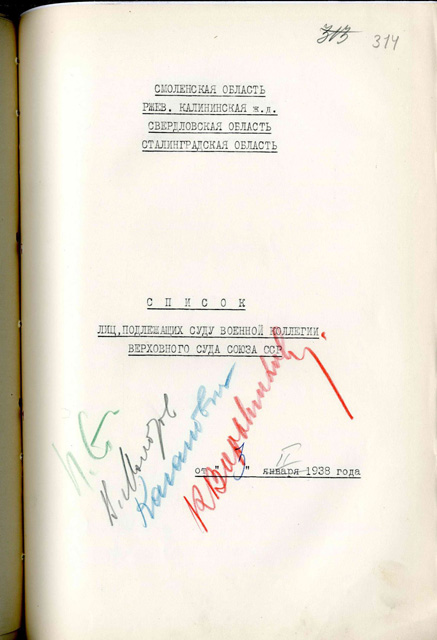 313 314
СМОЛЕНСКАЯ ОБЛАСТЬ
РЖЕВ. КАЛИНИНСКАЯ ж.д.
СВЕРДЛОВСКАЯ ОБЛАСТЬ
СТАЛИНГРАДСКАЯ ОБЛАСТЬ
С П И С О К
ЛИЦ, ПОДЛЕЖАЩИХ СУДУ ВОЕННОЙ КОЛЛЕГИИ
ВЕРХОВНОГО СУДА СОЮЗА ССР
И. Ст.
В. Молотов
Каганович
К Ворошилов
от "3" января II 1938 года